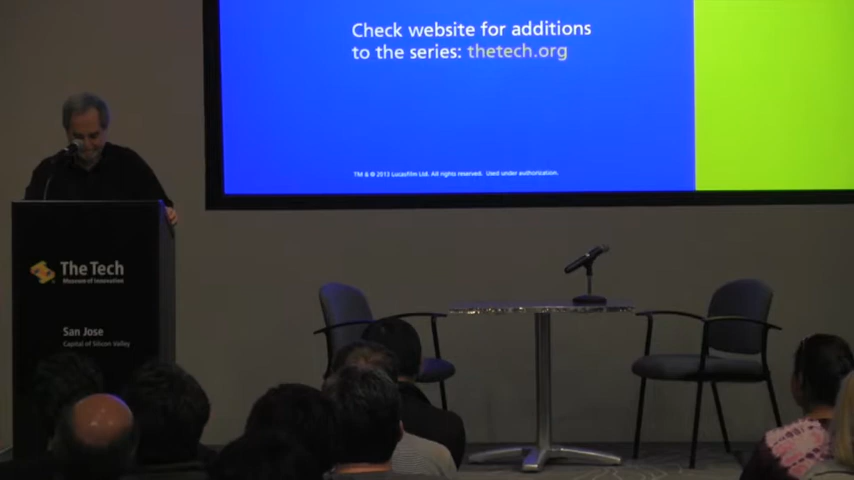 Check website for additions
to the series: thetech.org
TM & © 2013 Lucasfilm Ltd. All rights reserved. Used under authorization.
The Tech
Museum of Innovation
San Jose
Capital of Silicon Valley